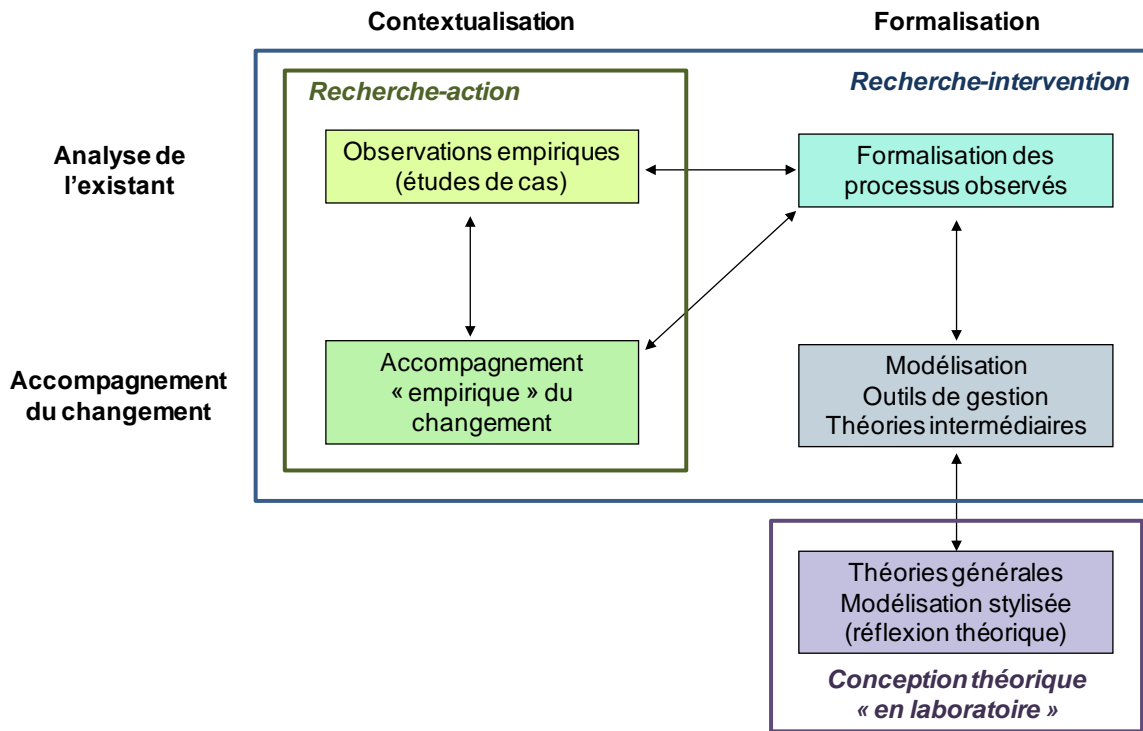 Contextualisation
Formalisation
Recherche-action
Recherche-intervention
Analyse de
l'existant
Observations empiriques
(études de cas)
Formalisation des
processus observés
Accompagnement
du changement
Accompagnement
« empirique » du
changement
Modélisation
Outils de gestion
Théories intermédiaires
Théories générales
Modélisation stylisée
(réflexion théorique)
Conception théorique
« en laboratoire »